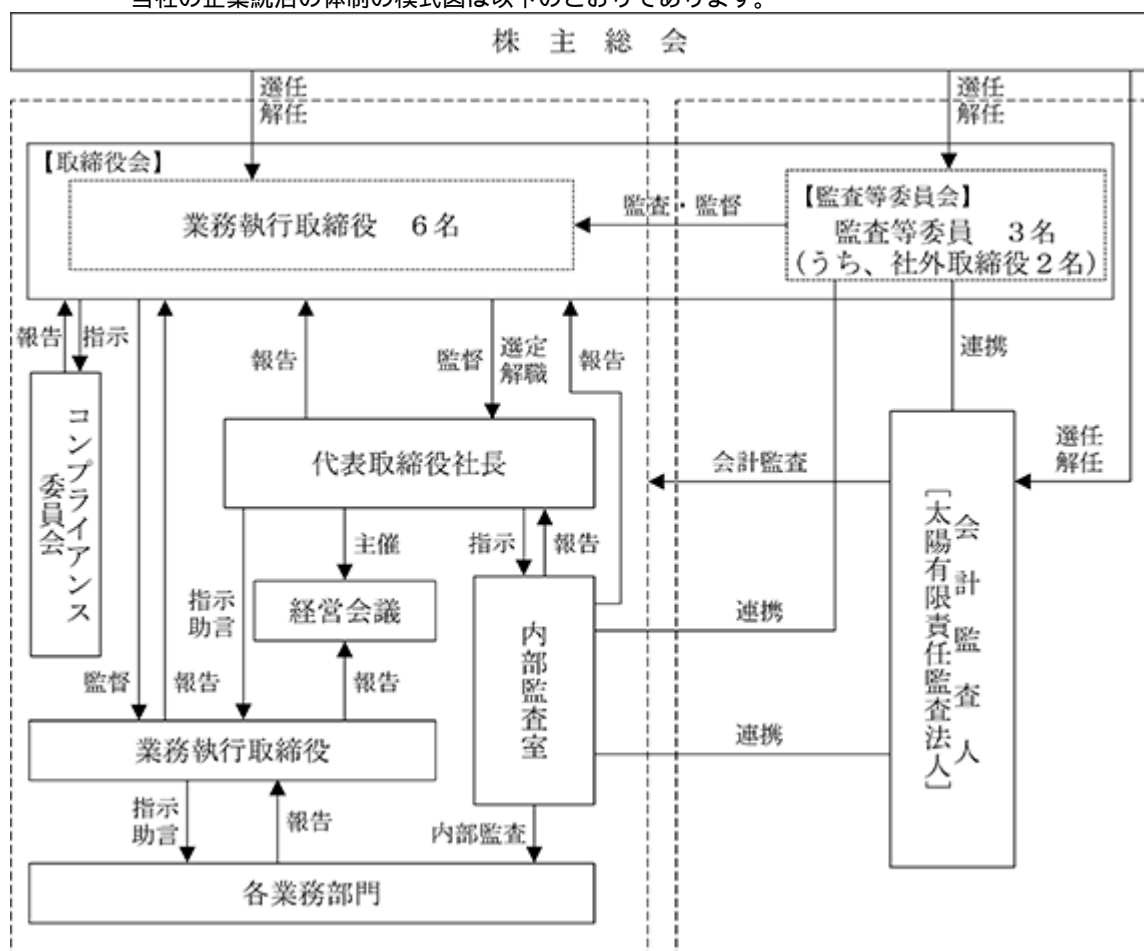 当社の企業統治の体制の模式図は以下のとおりであります。
株主総会
選任
解任
選任
解任
【取締役会】
業務執行取締役 6名
監査・監督
【監査等委員会】
監査等委員 3名
(うち、社外取締役2名)
報告
指示
報告
監督
選定
解職
報告
連携
コンプライアンス
委員会
代表取締役社長
会計監査
選任
解任
主催
指示
報告
会計監査人
[太陽有限責任監査法人]
指示
助言
経営会議
内部監査室
連携
監督
報告
報告
業務執行取締役
連携
指示
助言
報告
内部監査
各業務部門